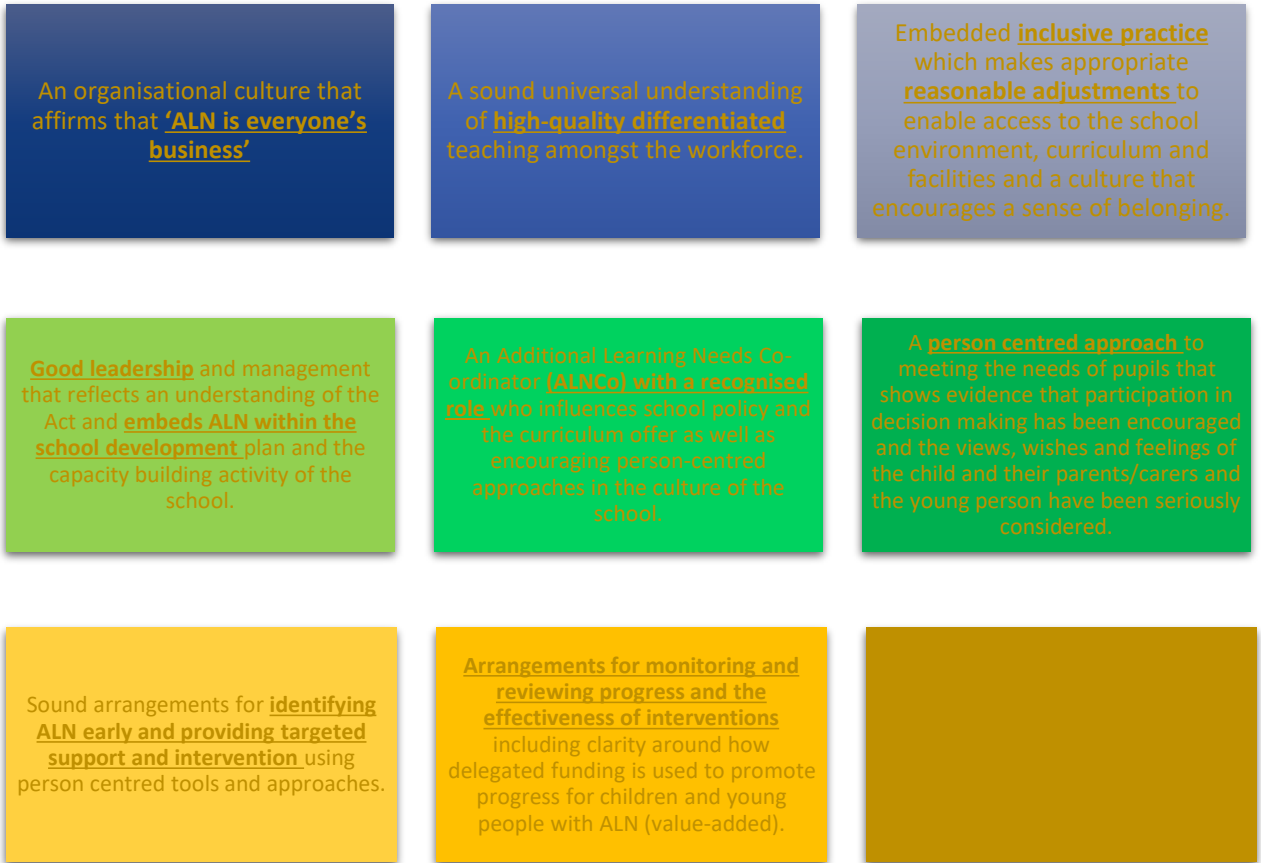 An organisational culture that
affirms that ‘ALN is everyone’s
business’
A sound universal understanding
of high-quality differentiated
teaching amongst the workforce.
Embedded inclusive practice
which makes appropriate
reasonable adjustments to
enable access to the school
environment, curriculum and
facilities and a culture that
encourages a sense of belonging.
Good leadership and management
that reflects an understanding of the
Act and embeds ALN within the
school development plan and the
capacity building activity of the
school.
An Additional Learning Needs Co-
ordinator (ALNCo) with a recognised
role who influences school policy and
the curriculum offer as well as
encouraging person-centred
approaches in the culture of the
school.
A person centred approach to
meeting the needs of pupils that
shows evidence that participation in
decision making has been encouraged
and the views, wishes and feelings of
the child and their parents/carers and
the young person have been seriously
considered.
Sound arrangements for identifying
ALN early and providing targeted
support and intervention using
person centred tools and approaches.
Arrangements for monitoring and
reviewing progress and the
effectiveness of interventions
including clarity around how
delegated funding is used to promote
progress for children and young
people with ALN (value-added).